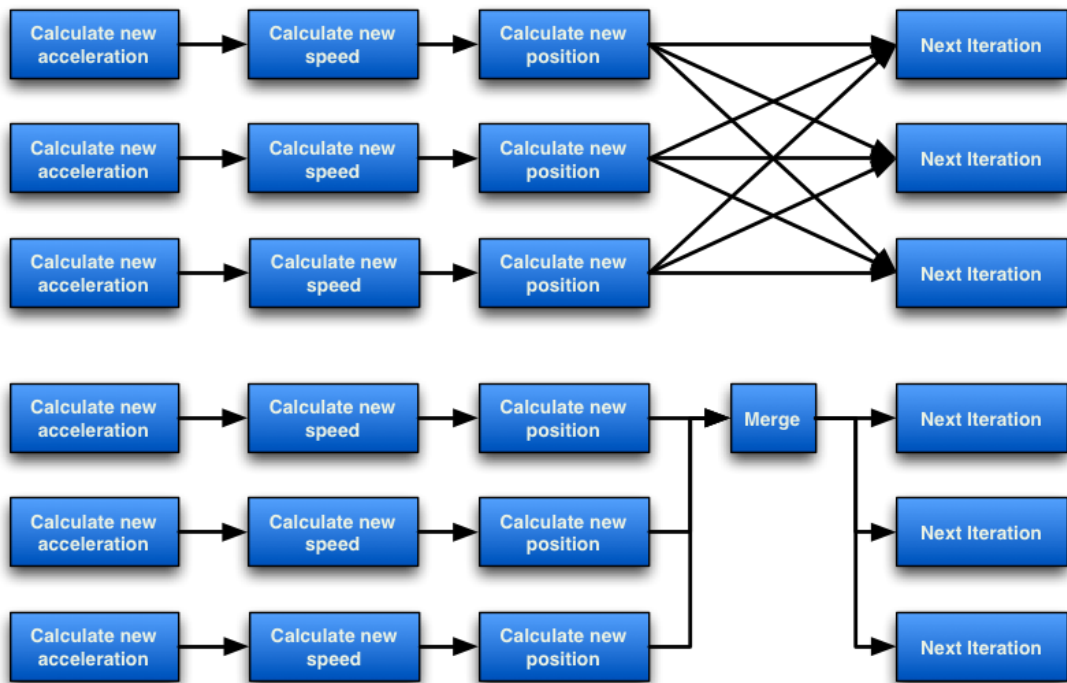 Calculate new
acceleration
Calculate new
speed
Calculate new
position
Next Iteration
Calculate new
acceleration
Calculate new
speed
Calculate new
position
Next Iteration
Calculate new
acceleration
Calculate new
speed
Calculate new
position
Next Iteration
Calculate new
acceleration
Calculate new
speed
Calculate new
position
Merge
Next Iteration
Calculate new
acceleration
Calculate new
speed
Calculate new
position
Next Iteration
Calculate new
acceleration
Calculate new
speed
Calculate new
position
Next Iteration